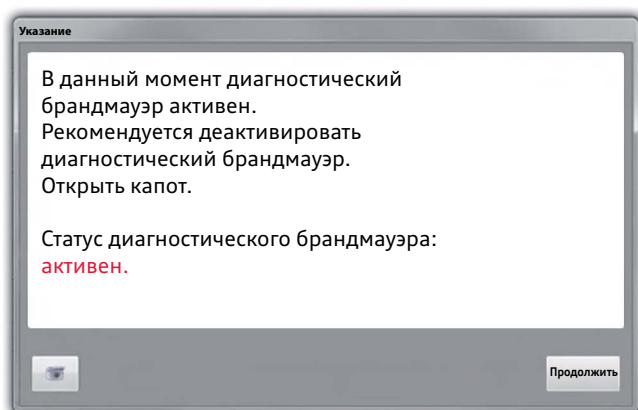 Указание
В данный момент диагностический
брандмауэр активен.
Рекомендуется деактивировать
диагностический брандмауэр.
Открыть капот.
Статус диагностического брандмауэра:
активен.
Продолжить